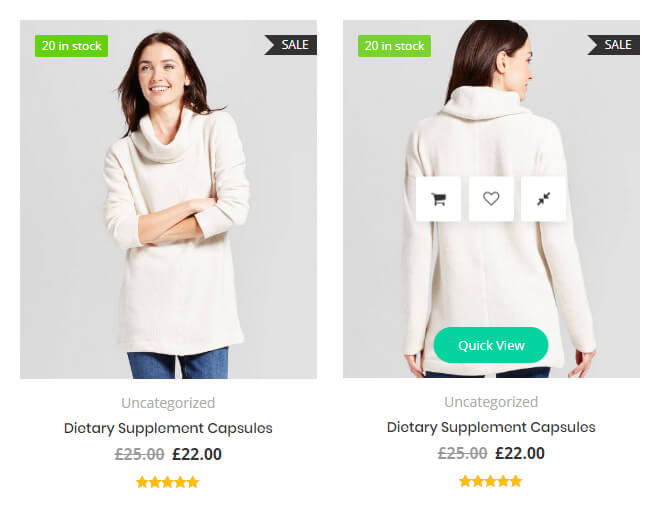 20 in stock
SALE
Uncategorized
Dietary Supplement Capsules
£25.00 £22.00
20 in stock
SALE
Quick View
Uncategorized
Dietary Supplement Capsules
£25.00 £22.00